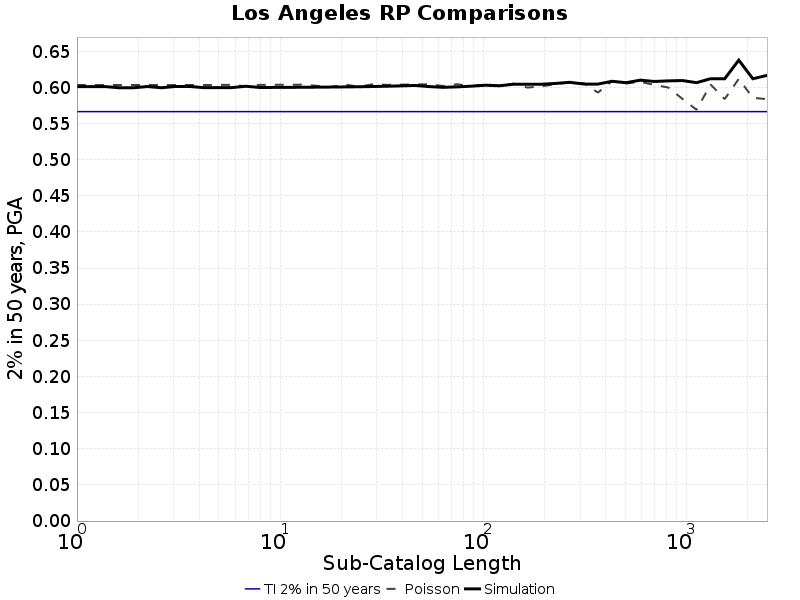 Los Angeles RP Comparisons
2% in 50 years, PGA
0.65
0.60
0.55
0.50
0.45
0.40
0.35
0.30
0.25
0.20
0.15
0.10
0.05
0.00
10^0 10^1 10^2 10^3
Sub-Catalog Length
TI 2% in 50 years Poisson Simulation